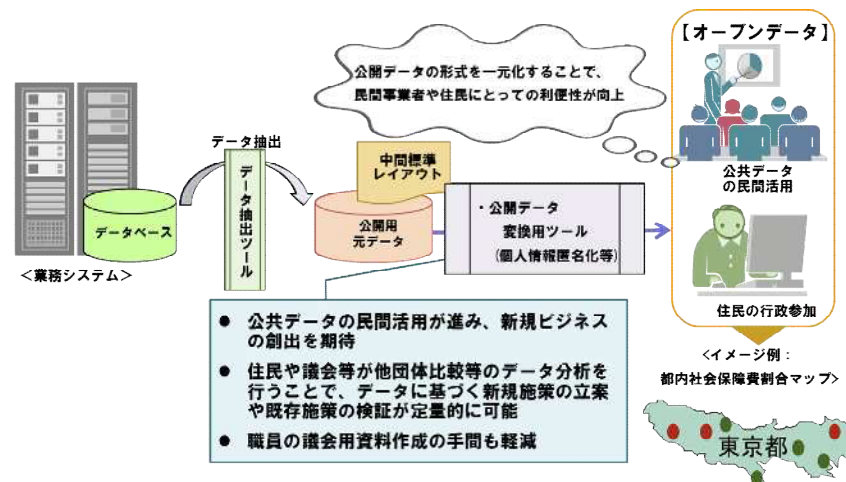 【オープンデータ】
公開データの形式を一元化することで、
民間事業者や住民にとっての利便性が向上
データ抽出
中間標準
レイアウト
データ抽出ツール
データベース
公開用
元データ
・公開データ
変換用ツール
(個人情報匿名化等)
公共データ
の民間活用
<業務システム>
住民の行政参加
● 公共データの民間活用が進み、新規ビジネス
の創出を期待
● 住民や議会等が他団体比較等のデータ分析を
行うことで、データに基づく新規施策の立案
や既存施策の検証が定量的に可能
● 職員の議会用資料作成の手間も軽減
<イメージ例：
都内社会保障費割合マップ>
東京都